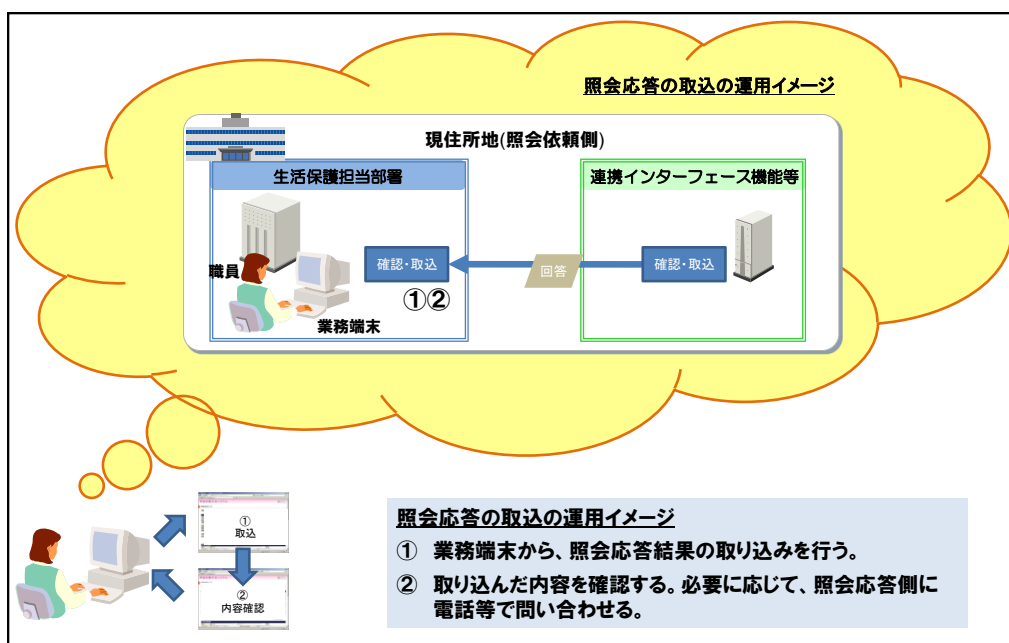 照会応答の取込の運用イメージ
現住所地(照会依頼側)
生活保護担当部署
連携インターフェース機能等
職員
確認・取込
回答
確認・取込
①②
業務端末
①
取込
②
内容確認
照会応答の取込の運用イメージ
① 業務端末から、照会応答結果の取り込みを行う。
② 取り込んだ内容を確認する。必要に応じて、照会応答側に
電話等で問い合わせる。